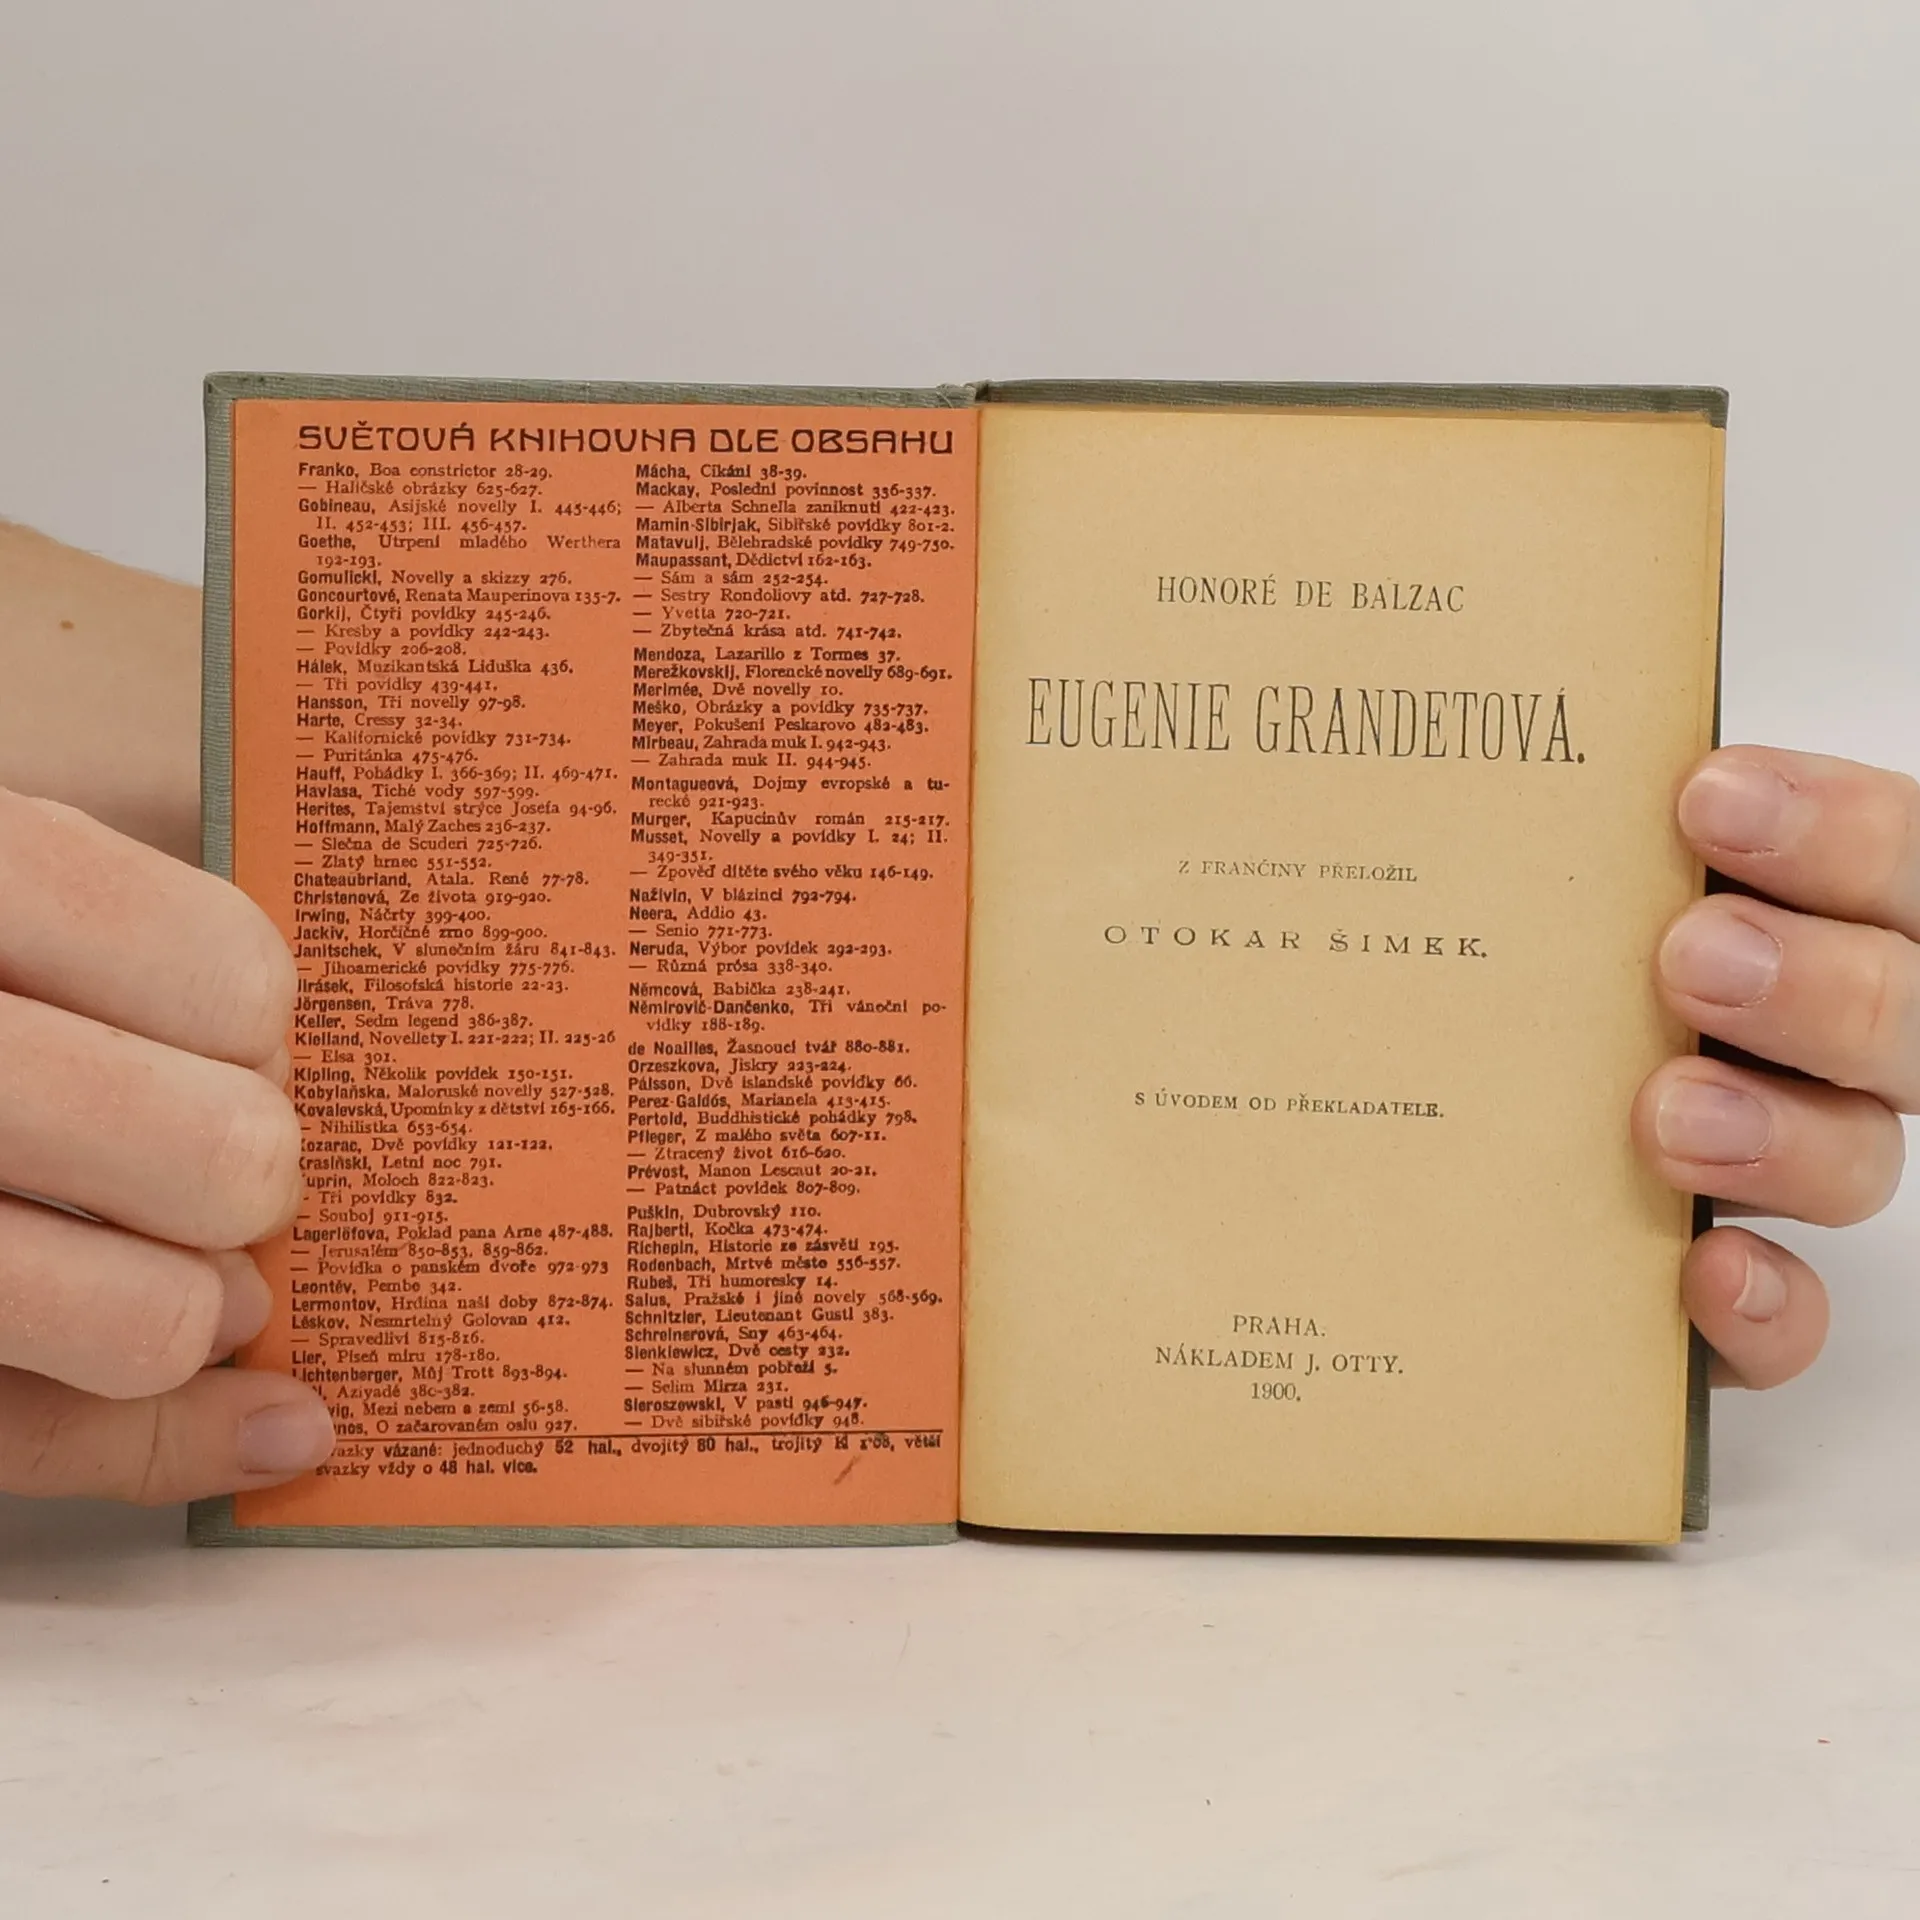 SVĚTOVÁ KNIHOVNA DLE OBSAHU
Franko, Boa constrictor 28-29.
— Haličské obrázky 625-627.
Gobineau, Asijské novelly I. 445-446;
II. 452-453; III. 456-457.
Goethe, Utrpení mladého Werthera
192-193.
Gomulicki, Novelly a skizzy 276.
Goncourtové, Renata Mauperinova 135-7.
Gorkij, Čtyři povídky 245-246.
— Kresby a povídky 242-243.
— Povídky 206-208.
Hálek, Muzikantská Liduška 436.
— Tři povídky 439-441.
Hansson, Tři novelly 97-98.
Harte, Cressy 32-34.
— Kalifornické povídky 731-734.
— Puritánka 475-476.
Hauff, Pohádky I. 366-369; II. 469-471.
Havlasa, Tiché vody 597-599.
Herites, Tajemství strýce Josefa 94-96.
Hoffmann, Malý Zaches 236-237.
— Slečna de Scuderi 725-726.
— Zlatý hrnec 551-552.
Chateaubriand, Atala. René 77-78.
Christenová, Ze života 919-920.
Irwing, Náčrty 399-400.
Jackiv, Horčičné zrno 899-900.
Janitschek, V slunečním žáru 841-843.
— Jihoamerické povídky 775-776.
Jirásek, Filosofská historie 22-23.
Jörgensen, Tráva 778.
Keller, Sedm legend 386-387.
Kielland, Novellety I. 221-222; II. 225-26
— Elsa 301.
Kipling, Několik povídek 150-151.
Kobylaňska, Maloruské novelly 527-528.
Kovalevská, Upomínky z dětství 165-166.
— Nihilistka 653-654.
Kozarac, Dvě povídky 121-122.
Krasiňski, Letní noc 791.
uprin, Moloch 822-823.
- Tři povídky 832.
— Souboj 911-915.
Lagerlöfova, Poklad pana Arne 487-488.
— Jerusalém 850-853, 859-862.
— Povídka o panském dvoře 972-973
Leontěv, Pembe 342.
Lermontov, Hrdina naší doby 872-874.
Lěskov, Nesmrtelný Golovan 412.
— Spravedliví 815-816.
Lier, Píseň míru 178-180.
Lichtenberger, Můj Trott 893-894.
Aziyadé 380-382.
wig, Mezi nebem a zemí 56-58.
nos, O začarovaném oslu 927.
Mácha, Cikáni 38-39.
Mackay, Poslední povinnost 336-337.
— Alberta Schnella zaniknutí 422-423.
Mamin-Sibirjak, Sibiřské povídky 801-2.
Matavulj, Bělehradské povídky 749-750.
Maupassant, Dědictví 162-163.
— Sám a sám 252-254.
— Sestry Rondoliovy atd. 727-728.
— Yvetta 720-721.
— Zbytečná krása atd. 741-742.
Mendoza, Lazarillo z Tormes 37.
Merežkovskij, Florencké novelly 689-691.
Merimée, Dvě novelly 10.
Meško, Obrázky a povídky 735-737.
Meyer, Pokušení Peskarovo 482-483.
Mirbeau, Zahrada muk I. 942-943.
— Zahrada muk II. 944-945.
Montagueová, Dojmy evropské a tu-
recké 921-923.
Murger, Kapucínův román 215-217.
Musset, Novelly a povídky I. 24; II.
349-351.
— Zpověď dítěte svého věku 146-149.
Naživin, V blázinci 792-794.
Neera, Addio 43.
— Senio 771-773.
Neruda, Výbor povídek 292-293.
— Různá prósa 338-340.
Němcová, Babička 238-241.
Němirovič-Dančenko, Tři vánoční po-
vídky 188-189.
de Noailles, Žasnoucí tvář 880-881.
Orzeszkova, Jiskry 223-224.
Pálsson, Dvě islandské povídky 66.
Perez-Galdós, Marianela 413-415.
Pertold, Buddhistické pohádky 798.
Pfleger, Z malého světa 607-11.
— Ztracený život 616-620.
Prévost, Manon Lescaut 20-21.
— Patnáct povídek 807-809.
Puškin, Dubrovský 110.
Rajberti, Kočka 473-474.
Richepin, Historie ze zásvětí 195.
Rodenbach, Mrtvé město 556-557.
Rubeš, Tři humoresky 14.
Salus, Pražské i jiné novely 568-569.
Schnitzler, Lieutenant Gustl 383.
Schreinerová, Sny 463-464.
Sienkiewicz, Dvě cesty 232.
— Na slunném pobřeží 5.
— Selim Mirza 231.
Sieroszewski, V pasti 946-947.
— Dvě sibiřské povídky 948.
vazky vázané: jednoduchý 52 hal., dvojitý 80 hal., trojitý K 1'08, větší
svazky vždy o 48 hal. více.
HONORÉ DE BALZAC
EUGENIE GRANDETOVÁ.
Z FRANČINY PŘELOŽIL
OTOKAR ŠIMEK.
S ÚVODEM OD PŘEKLADATELE.
PRAHA.
NÁKLADEM J. OTTY.
1900.